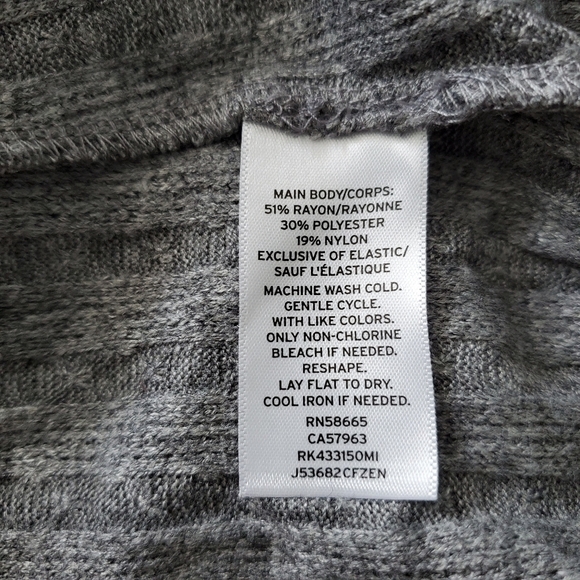 MAIN BODY/CORPS:
51% RAYON/RAYONNE
30% POLYESTER
19% NYLON
EXCLUSIVE OF ELASTIC/
SAUF L'ÉLASTIQUE
MACHINE WASH COLD.
GENTLE CYCLE.
WITH LIKE COLORS.
ONLY NON-CHLORINE
BLEACH IF NEEDED.
RESHAPE.
LAY FLAT TO DRY.
COOL IRON IF NEEDED.
RN58665
CA57963
RK433150MI
J53682CFZEN